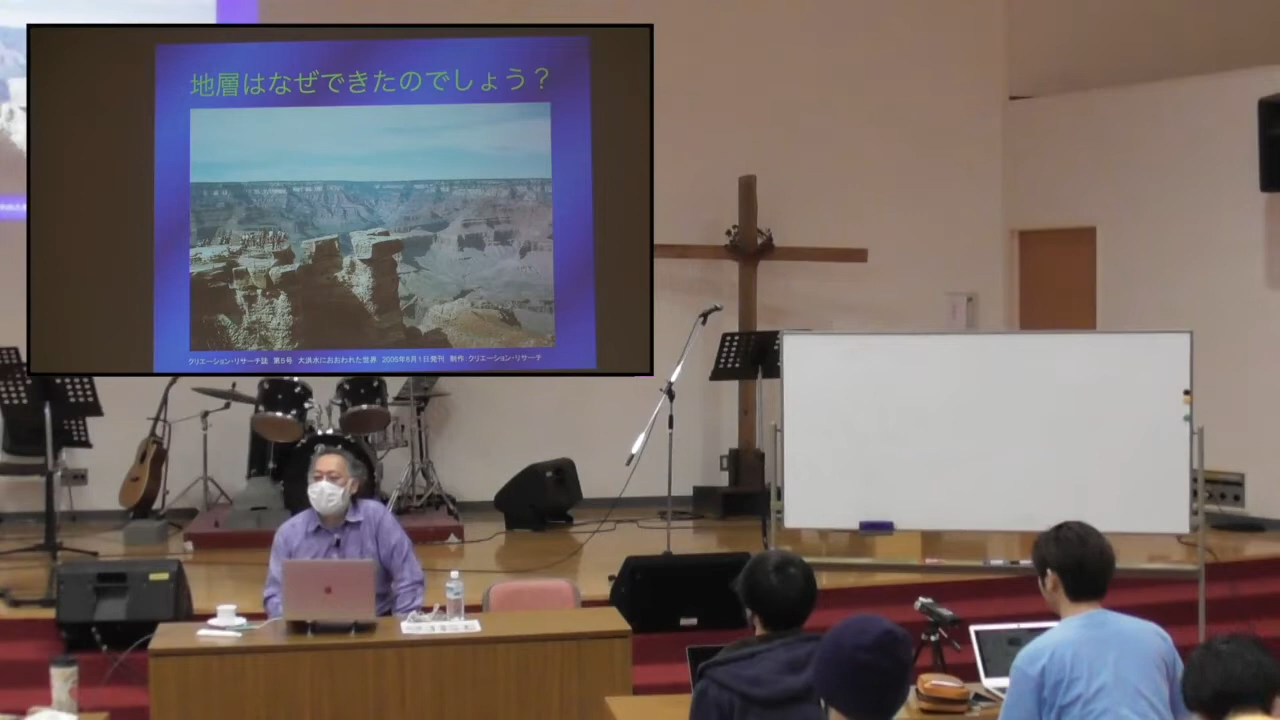 地層はなぜできたのでしょう？
クリエーション・リサーチ誌 第5号 大洪水におおわれた世界 2005年8月1日発刊 制作：クリエーション・リサーチ